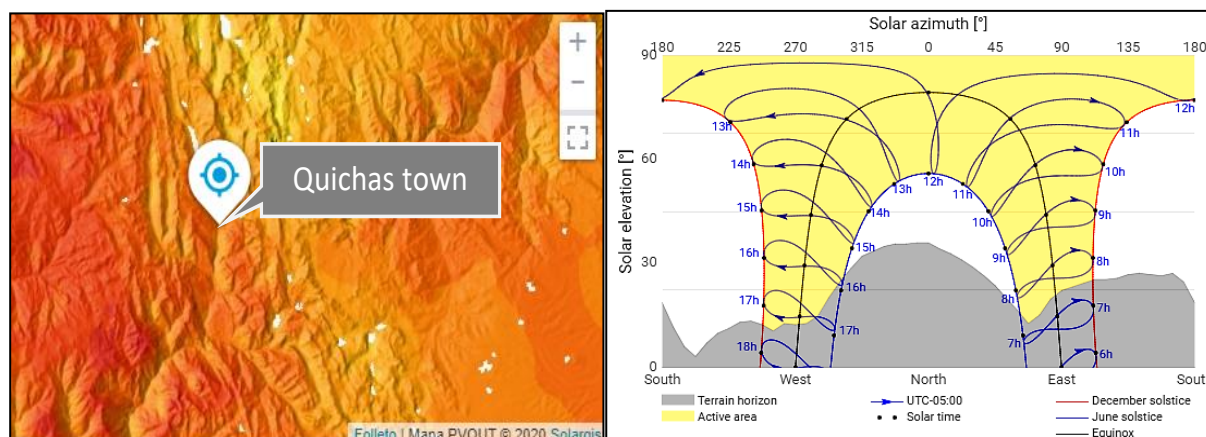 +
−
Quichas town
Folleto | Mapa PVOUT © 2020 Solargis
Solar azimuth [°]
180 225 270 315 0 45 90 135 180
Solar elevation [°]
90
60
30
0
12h
13h
11h
14h
10h
13h 12h 11h
15h
14h
10h
9h
16h
15h
9h
8h
17h
16h
8h
7h
18h
17h
7h
6h
South West North East Sout
Terrain horizon
UTC-05:00
December solstice
Active area
Solar time
June solstice
Equinox